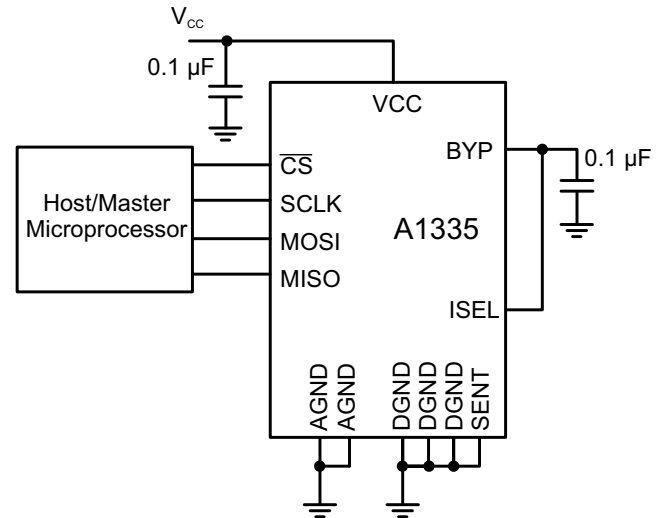 V_CC
0.1 µF
VCC
BYP
0.1 µF
Host/Master
Microprocessor
C̅S̅
SCLK
MOSI
MISO
A1335
ISEL
AGND
AGND
DGND
DGND
DGND
SENT